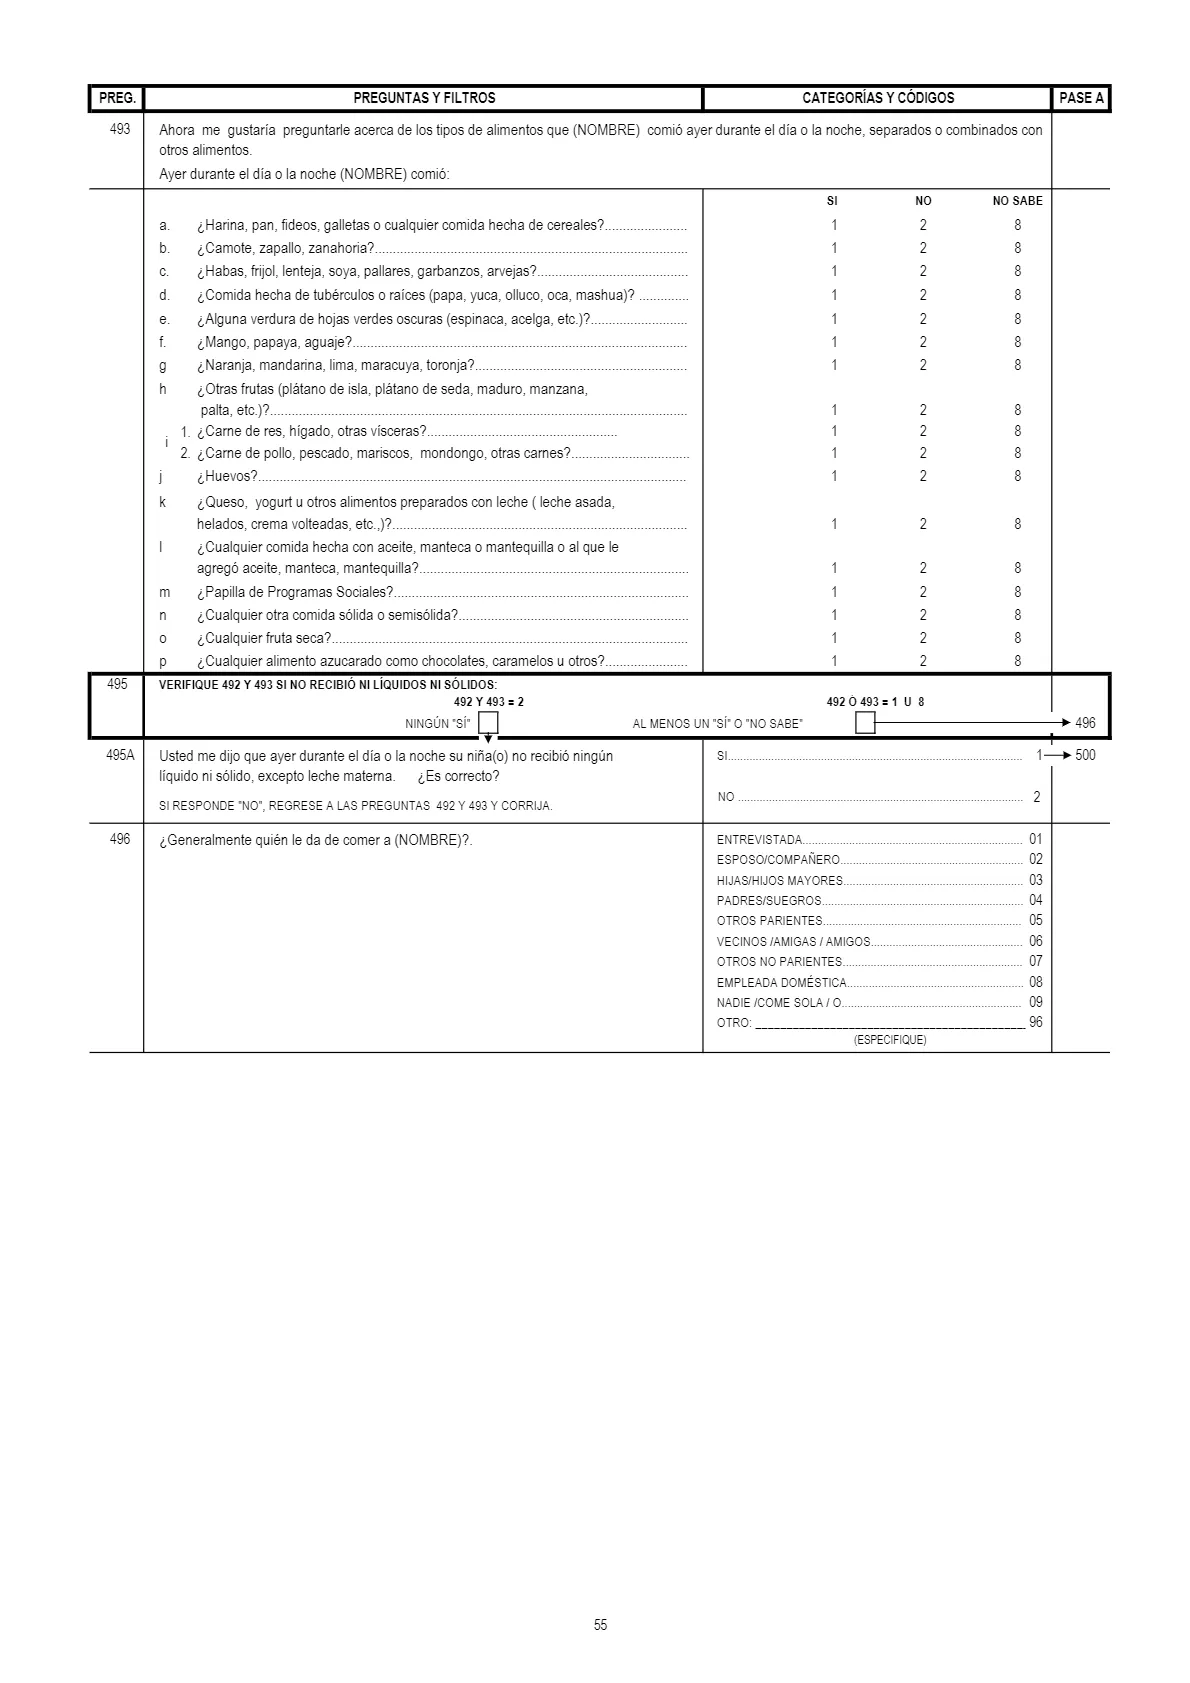 PREG. PREGUNTAS Y FILTROS CATEGORÍAS Y CÓDIGOS PASE A
493 Ahora me gustaría preguntarle acerca de los tipos de alimentos que (NOMBRE) comió ayer durante el día o la noche, separados o combinados con
otros alimentos.
Ayer durante el día o la noche (NOMBRE) comió:
SI NO NO SABE
a. ¿Harina, pan, fideos, galletas o cualquier comida hecha de cereales?....................... 1 2 8
b. ¿Camote, zapallo, zanahoria?....................................................................................... 1 2 8
c. ¿Habas, frijol, lenteja, soya, pallares, garbanzos, arvejas?.......................................... 1 2 8
d. ¿Comida hecha de tubérculos o raíces (papa, yuca, olluco, oca, mashua)? .............. 1 2 8
e. ¿Alguna verdura de hojas verdes oscuras (espinaca, acelga, etc.)?........................... 1 2 8
f. ¿Mango, papaya, aguaje?............................................................................................. 1 2 8
g ¿Naranja, mandarina, lima, maracuya, toronja?........................................................... 1 2 8
h ¿Otras frutas (plátano de isla, plátano de seda, maduro, manzana,
palta, etc.)?.................................................................................................................... 1 2 8
i 1. ¿Carne de res, hígado, otras vísceras?..................................................... 1 2 8
2. ¿Carne de pollo, pescado, mariscos, mondongo, otras carnes?................................. 1 2 8
j ¿Huevos?....................................................................................................................... 1 2 8
k ¿Queso, yogurt u otros alimentos preparados con leche ( leche asada,
helados, crema volteadas, etc.,)?.................................................................................. 1 2 8
l ¿Cualquier comida hecha con aceite, manteca o mantequilla o al que le
agregó aceite, manteca, mantequilla?........................................................................... 1 2 8
m ¿Papilla de Programas Sociales?.................................................................................. 1 2 8
n ¿Cualquier otra comida sólida o semisólida?................................................................ 1 2 8
o ¿Cualquier fruta seca?................................................................................................... 1 2 8
p ¿Cualquier alimento azucarado como chocolates, caramelos u otros?....................... 1 2 8
495 VERIFIQUE 492 Y 493 SI NO RECIBIÓ NI LÍQUIDOS NI SÓLIDOS:
492 Y 493 = 2 492 Ó 493 = 1 U 8
NINGÚN "SÍ" AL MENOS UN "SÍ" O "NO SABE" 496
495A Usted me dijo que ayer durante el día o la noche su niña(o) no recibió ningún SI............................................................................................... 1 500
líquido ni sólido, excepto leche materna. ¿Es correcto?
NO ............................................................................................ 2
SI RESPONDE "NO", REGRESE A LAS PREGUNTAS 492 Y 493 Y CORRIJA.
496 ¿Generalmente quién le da de comer a (NOMBRE)?. ENTREVISTADA....................................................................... 01
ESPOSO/COMPAÑERO........................................................... 02
HIJAS/HIJOS MAYORES.......................................................... 03
PADRES/SUEGROS................................................................. 04
OTROS PARIENTES................................................................ 05
VECINOS /AMIGAS / AMIGOS................................................. 06
OTROS NO PARIENTES.......................................................... 07
EMPLEADA DOMÉSTICA......................................................... 08
NADIE /COME SOLA / O.......................................................... 09
OTRO: ____________________________________________ 96
(ESPECIFIQUE)
55